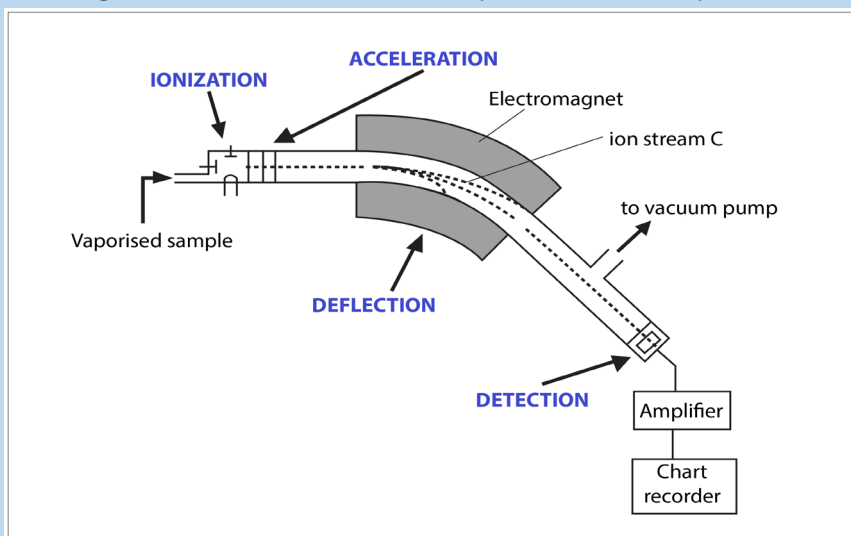 ACCELERATION
IONIZATION
Electromagnet
ion stream C
to vacuum pump
Vaporised sample
DEFLECTION
DETECTION
Amplifier
Chart
recorder